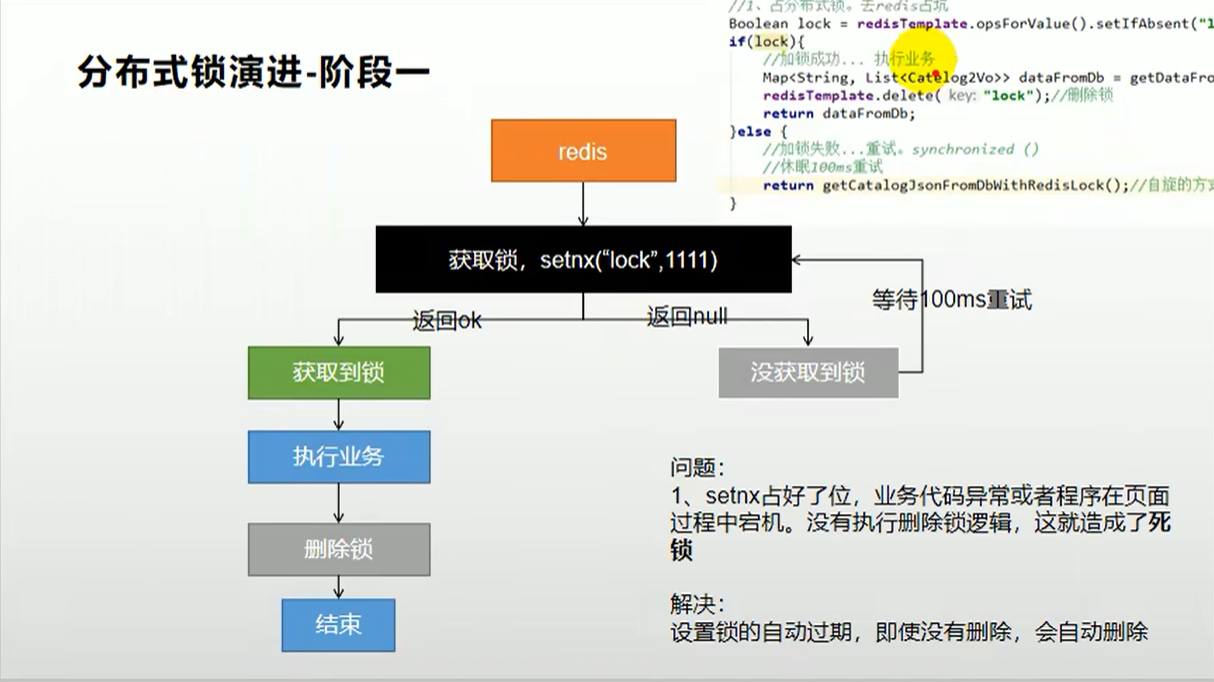 分布式锁演进-阶段一
//1、占分布式锁。去redis占坑
Boolean lock = redisTemplate.opsForValue().setIfAbsent("l
if(lock){
//加锁成功... 执行业务
Map<String, List<Catelog2Vo>> dataFromDb = getDataFro
redisTemplate.delete( key: "lock");//删除锁
return dataFromDb;
}else {
//加锁失败...重试。synchronized ()
//休眠100ms重试
return getCatalogJsonFromDbWithRedisLock();//自旋的方式
}
redis
获取锁，setnx(“lock”,1111)
返回ok
返回null
等待100ms重试
获取到锁
没获取到锁
执行业务
删除锁
结束
问题：
1、setnx占好了位，业务代码异常或者程序在页面
过程中宕机。没有执行删除锁逻辑，这就造成了死
锁
解决：
设置锁的自动过期，即使没有删除，会自动删除